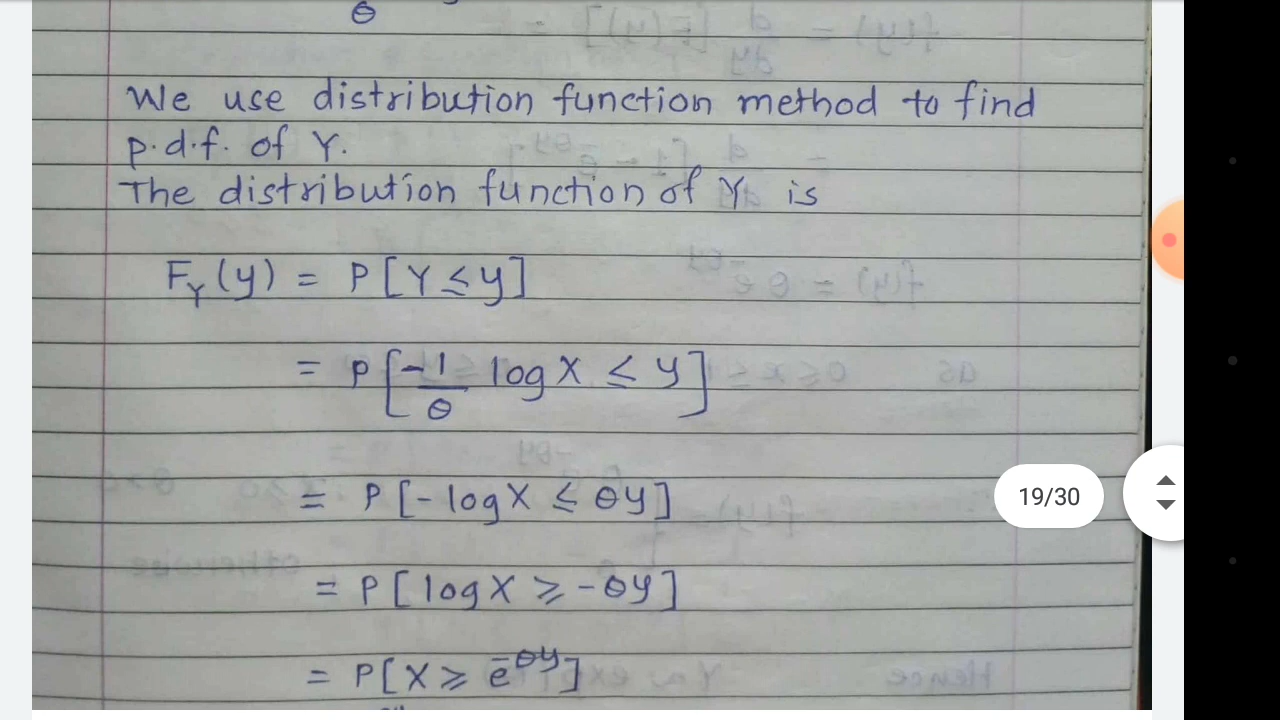 θ
We use distribution function method to find
p.d.f. of Y.
The distribution function of Y is
F_Y(y) = P[Y ≤ y]
= P[-1/θ log X ≤ y]
= P[-log X ≤ θy]
= P[log X ≥ -θy]
19/30
= P[X ≥ e^-θy]